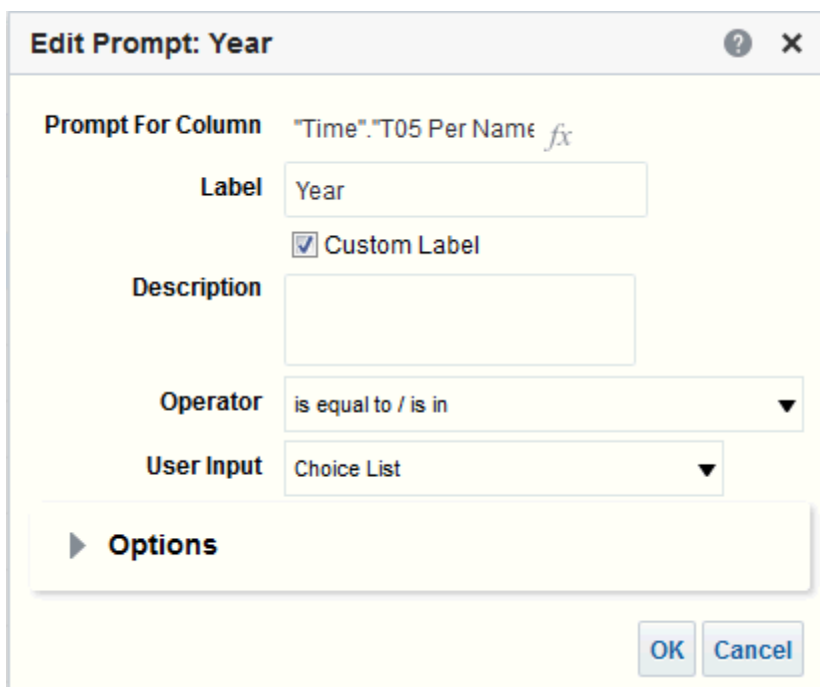 Edit Prompt: Year ? ×
Prompt For Column "Time"."T05 Per Name fx
Label Year
Custom Label
Description
Operator is equal to / is in
User Input Choice List
Options
OK Cancel